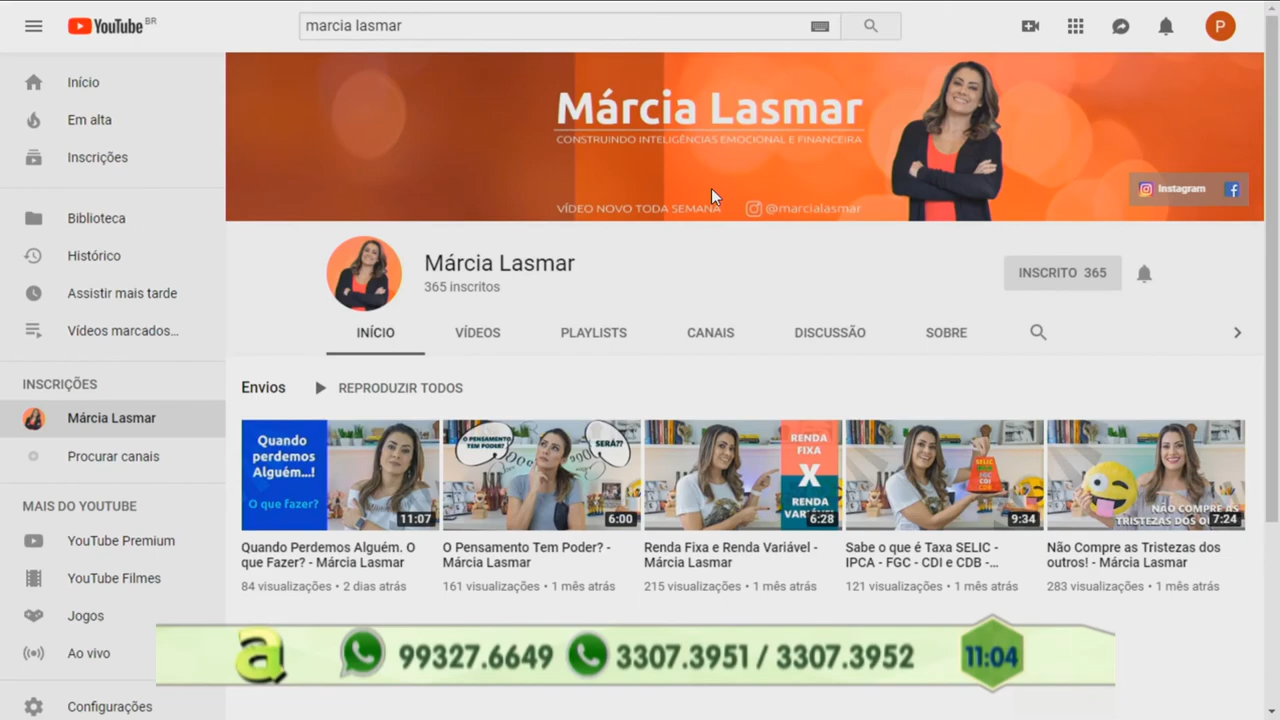 YouTube BR
marcia lasmar
P
Início
Em alta
Inscrições
Biblioteca
Histórico
Assistir mais tarde
Vídeos marcados...
INSCRIÇÕES
Márcia Lasmar
Procurar canais
MAIS DO YOUTUBE
YouTube Premium
YouTube Filmes
Jogos
Ao vivo
Configurações
Márcia Lasmar
CONSTRUINDO INTELIGÊNCIAS EMOCIONAL E FINANCEIRA
VÍDEO NOVO TODA SEMANA @marcialasmar
Instagram
Márcia Lasmar
365 inscritos
INSCRITO 365
INÍCIO VÍDEOS PLAYLISTS CANAIS DISCUSSÃO SOBRE
Envios REPRODUZIR TODOS
Quando
perdemos
Alguém...!
O que fazer?
11:07
Quando Perdemos Alguém. O
que Fazer? - Márcia Lasmar
84 visualizações • 2 dias atrás
O PENSAMENTO
TEM PODER?
SERÁ??
6:00
O Pensamento Tem Poder? -
Márcia Lasmar
161 visualizações • 1 mês atrás
RENDA
FIXA
X
RENDA
VARIÁVEL
6:28
Renda Fixa e Renda Variável -
Márcia Lasmar
215 visualizações • 1 mês atrás
SELIC
IPCA
FGC
CDI
CDB
9:34
Sabe o que é Taxa SELIC -
IPCA - FGC - CDI e CDB -...
121 visualizações • 1 mês atrás
NÃO COMPRE AS
TRISTEZAS DOS
7:24
Não Compre as Tristezas dos
outros! - Márcia Lasmar
283 visualizações • 1 mês atrás
a 99327.6649 3307.3951 / 3307.3952 11:04